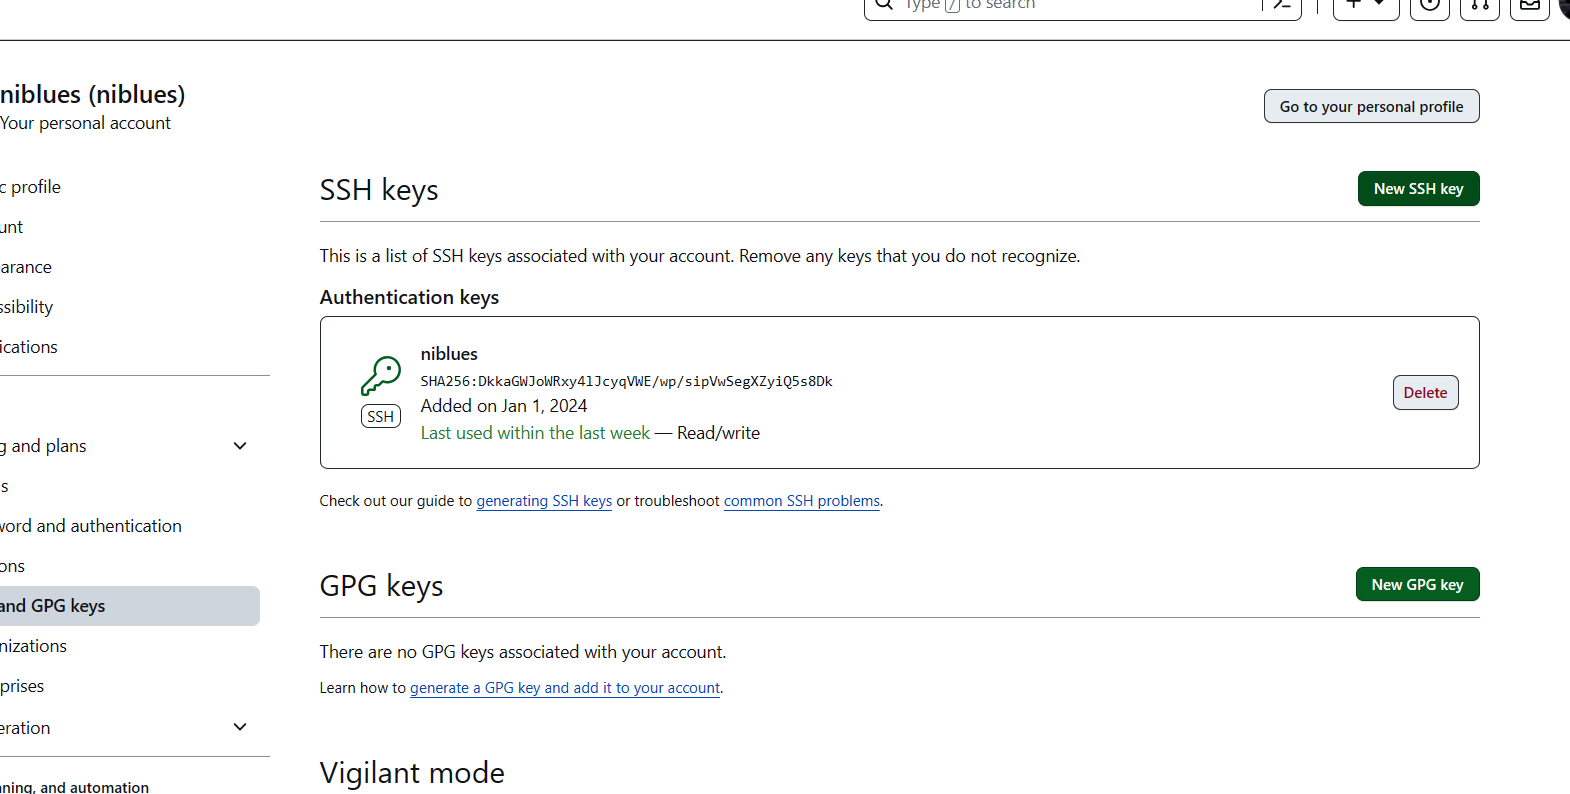 Type / to search
niblues (niblues)
Your personal account
Go to your personal profile
c profile
unt
arance
ssibility
ications
g and plans
s
word and authentication
ons
and GPG keys
nizations
prises
eration
nning, and automation
SSH keys
New SSH key
This is a list of SSH keys associated with your account. Remove any keys that you do not recognize.
Authentication keys
niblues
SHA256:DkkaGWJoWRxy4lJcyqVWE/wp/sipVwSegXZyiQ5s8Dk
SSH
Added on Jan 1, 2024
Last used within the last week — Read/write
Delete
Check out our guide to generating SSH keys or troubleshoot common SSH problems.
GPG keys
New GPG key
There are no GPG keys associated with your account.
Learn how to generate a GPG key and add it to your account.
Vigilant mode